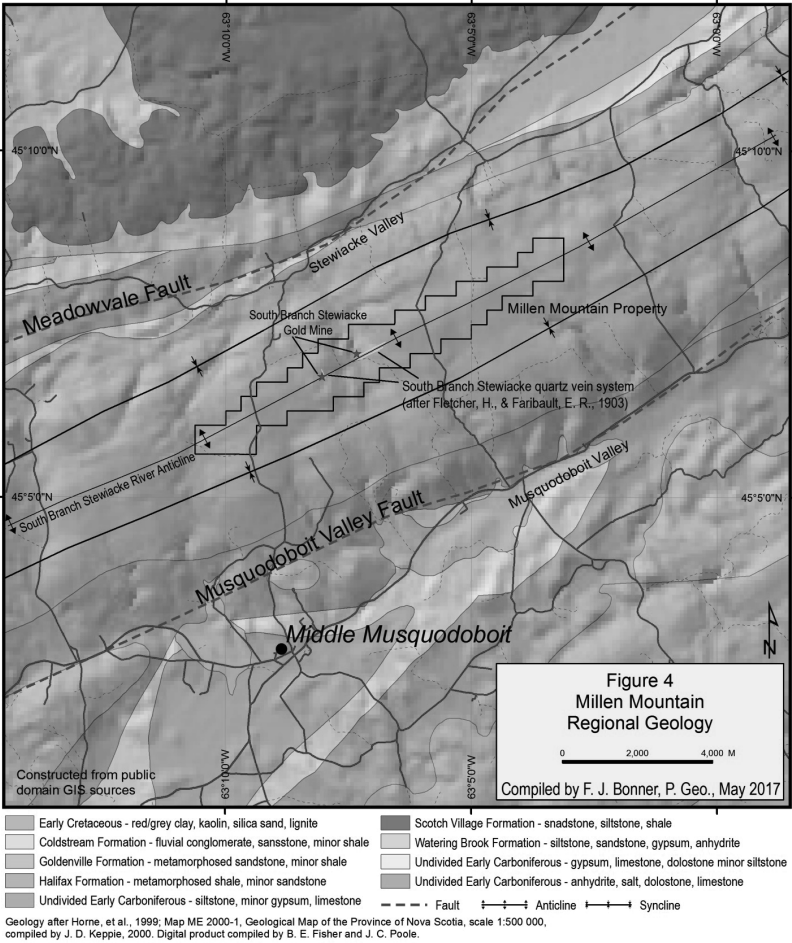 63°10'0"W
63°5'0"W
63°0'0"W
45°10'0"N
45°10'0"N
Stewiacke Valley
Meadowvale Fault
South Branch Stewiacke
Gold Mine
Millen Mountain Property
South Branch Stewiacke quartz vein system
(after Fletcher, H., & Faribault, E. R., 1903)
South Branch Stewiacke River Anticline
45°5'0"N
45°5'0"N
Musquodoboit Valley
Musquodoboit Valley Fault
Middle Musquodoboit
N
Figure 4
Millen Mountain
Regional Geology
0 2,000 4,000 M
Compiled by F. J. Bonner, P. Geo., May 2017
Constructed from public
domain GIS sources
63°10'0"W
63°5'0"W
Early Cretaceous - red/grey clay, kaolin, silica sand, lignite
Coldstream Formation - fluvial conglomerate, sansstone, minor shale
Goldenville Formation - metamorphosed sandstone, minor shale
Halifax Formation - metamorphosed shale, minor sandstone
Undivided Early Carboniferous - siltstone, minor gypsum, limestone
Scotch Village Formation - snadstone, siltstone, shale
Watering Brook Formation - siltstone, sandstone, gypsum, anhydrite
Undivided Early Carboniferous - gypsum, limestone, dolostone minor siltstone
Undivided Early Carboniferous - anhydrite, salt, dolostone, limestone
Fault Anticline Syncline
Geology after Horne, et al., 1999; Map ME 2000-1, Geological Map of the Province of Nova Scotia, scale 1:500 000,
compiled by J. D. Keppie, 2000. Digital product compiled by B. E. Fisher and J. C. Poole.